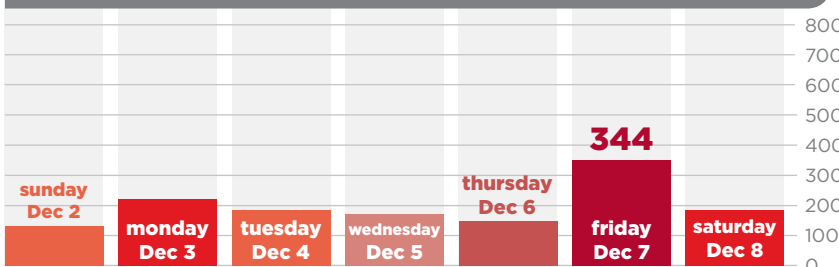 800
700
600
500
400
300
200
100
0
344
sunday
Dec 2
monday
Dec 3
tuesday
Dec 4
wednesday
Dec 5
thursday
Dec 6
friday
Dec 7
saturday
Dec 8